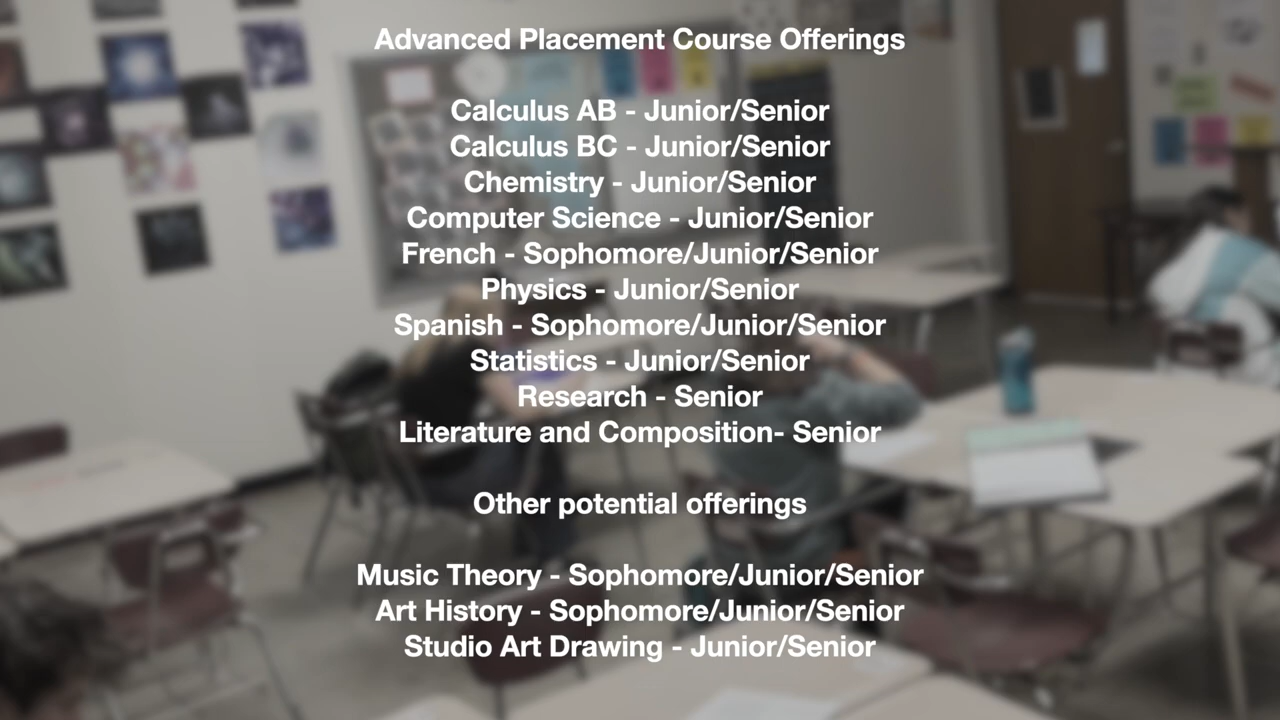 Advanced Placement Course Offerings
Calculus AB - Junior/Senior
Calculus BC - Junior/Senior
Chemistry - Junior/Senior
Computer Science - Junior/Senior
French - Sophomore/Junior/Senior
Physics - Junior/Senior
Spanish - Sophomore/Junior/Senior
Statistics - Junior/Senior
Research - Senior
Literature and Composition- Senior
Other potential offerings
Music Theory - Sophomore/Junior/Senior
Art History - Sophomore/Junior/Senior
Studio Art Drawing - Junior/Senior